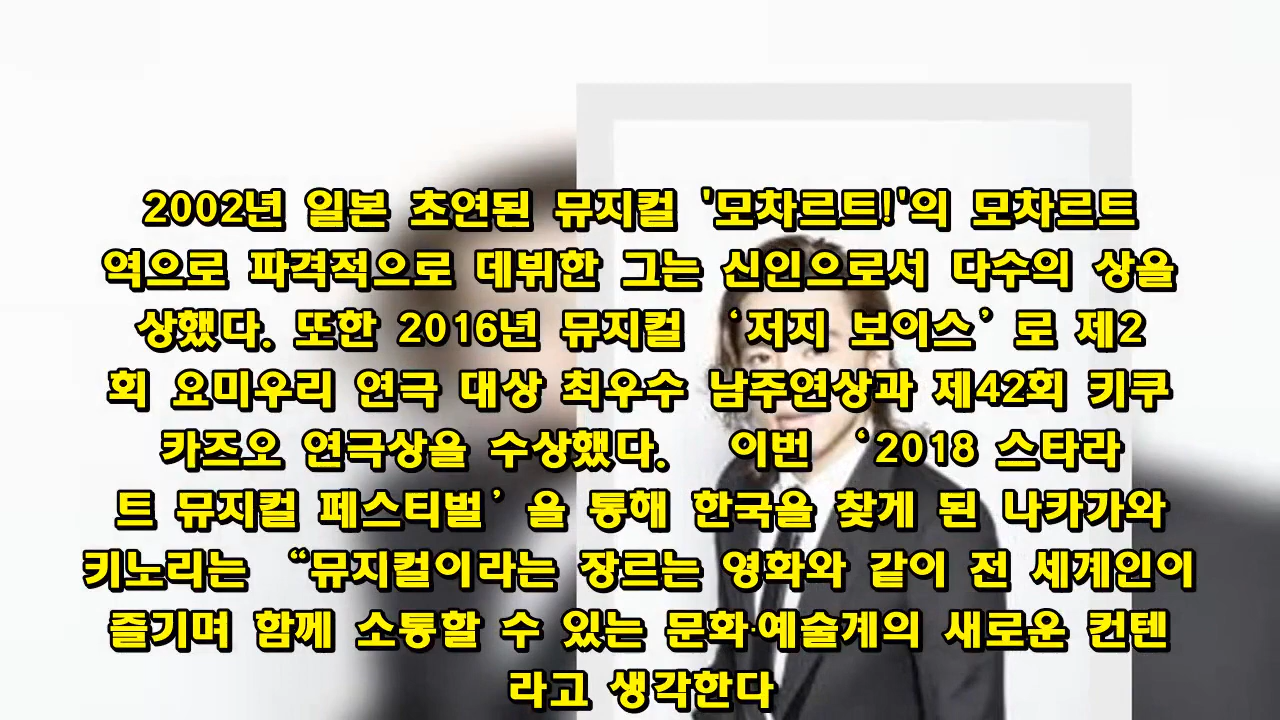 2002년 일본 초연된 뮤지컬 '모차르트!'의 모차르트
역으로 파격적으로 데뷔한 그는 신인으로서 다수의 상을
상했다. 또한 2016년 뮤지컬 ‘저지 보이스’로 제2
회 요미우리 연극 대상 최우수 남주연상과 제42회 키쿠
카즈오 연극상을 수상했다. 이번 ‘2018 스타라
트 뮤지컬 페스티벌’을 통해 한국을 찾게 된 나카가와
키노리는 “뮤지컬이라는 장르는 영화와 같이 전 세계인이
즐기며 함께 소통할 수 있는 문화·예술계의 새로운 컨텐
라고 생각한다